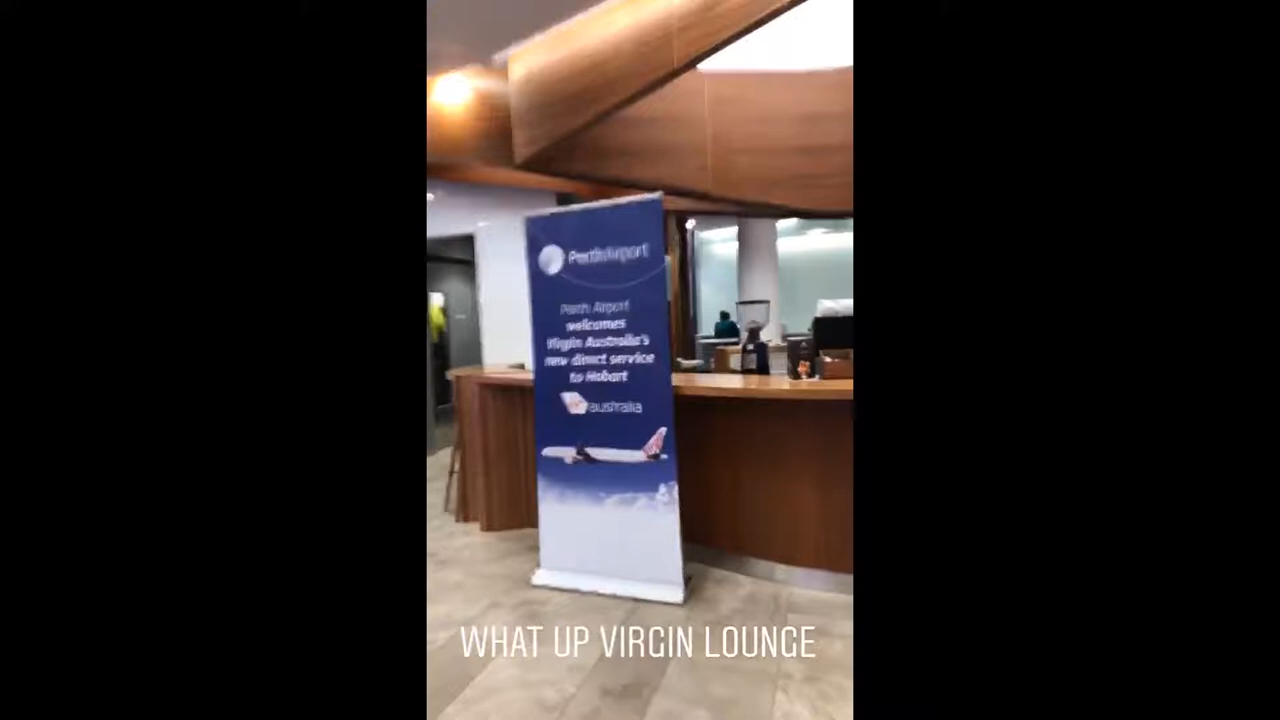 PerthAirport
Perth Airport
welcomes
Virgin Australia's
new direct service
to Hobart
australia
WHAT UP VIRGIN LOUNGE